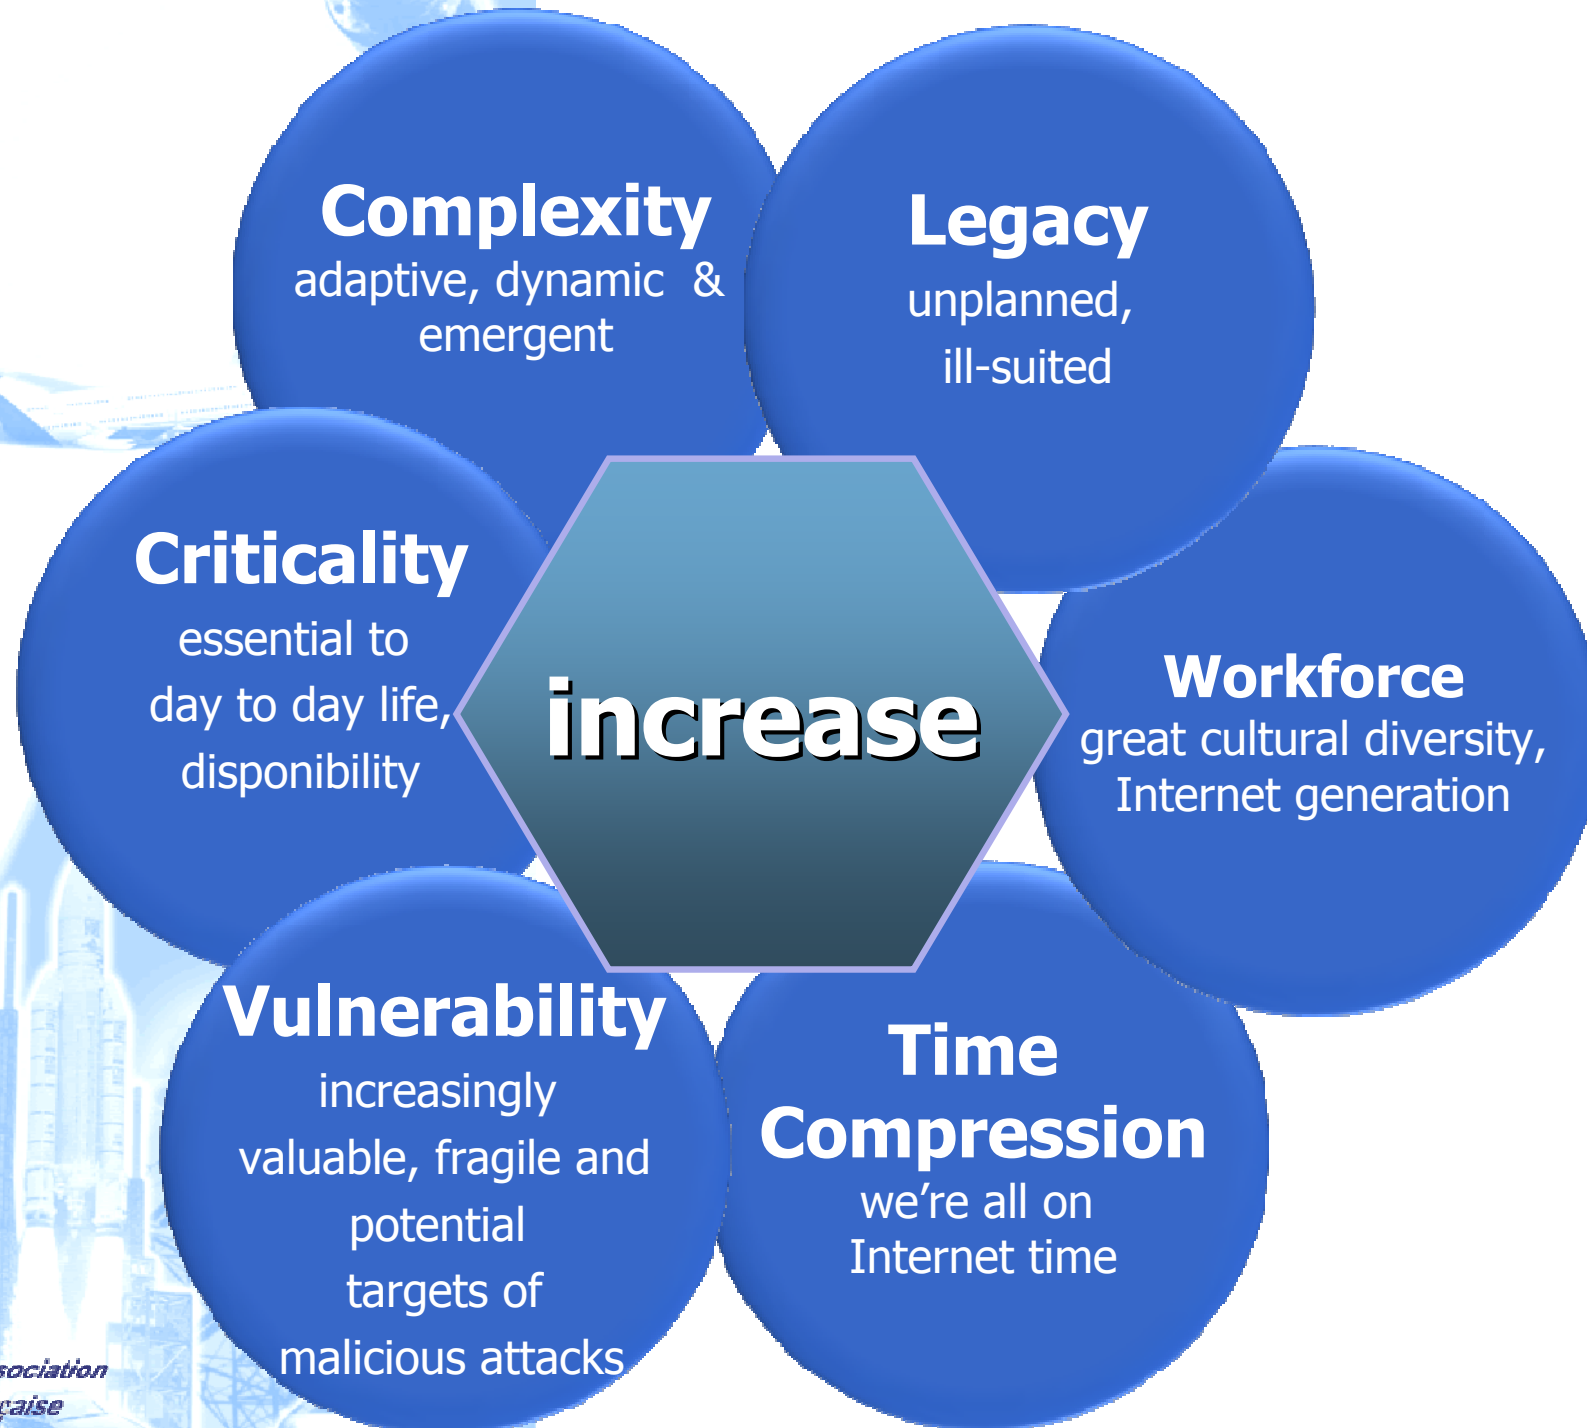 Complexity
adaptive, dynamic &
emergent
Legacy
unplanned,
ill-suited
Criticality
essential to
day to day life,
disponibility
increase
Workforce
great cultural diversity,
Internet generation
Vulnerability
increasingly
valuable, fragile and
potential
targets of
malicious attacks
Time
Compression
we’re all on
Internet time